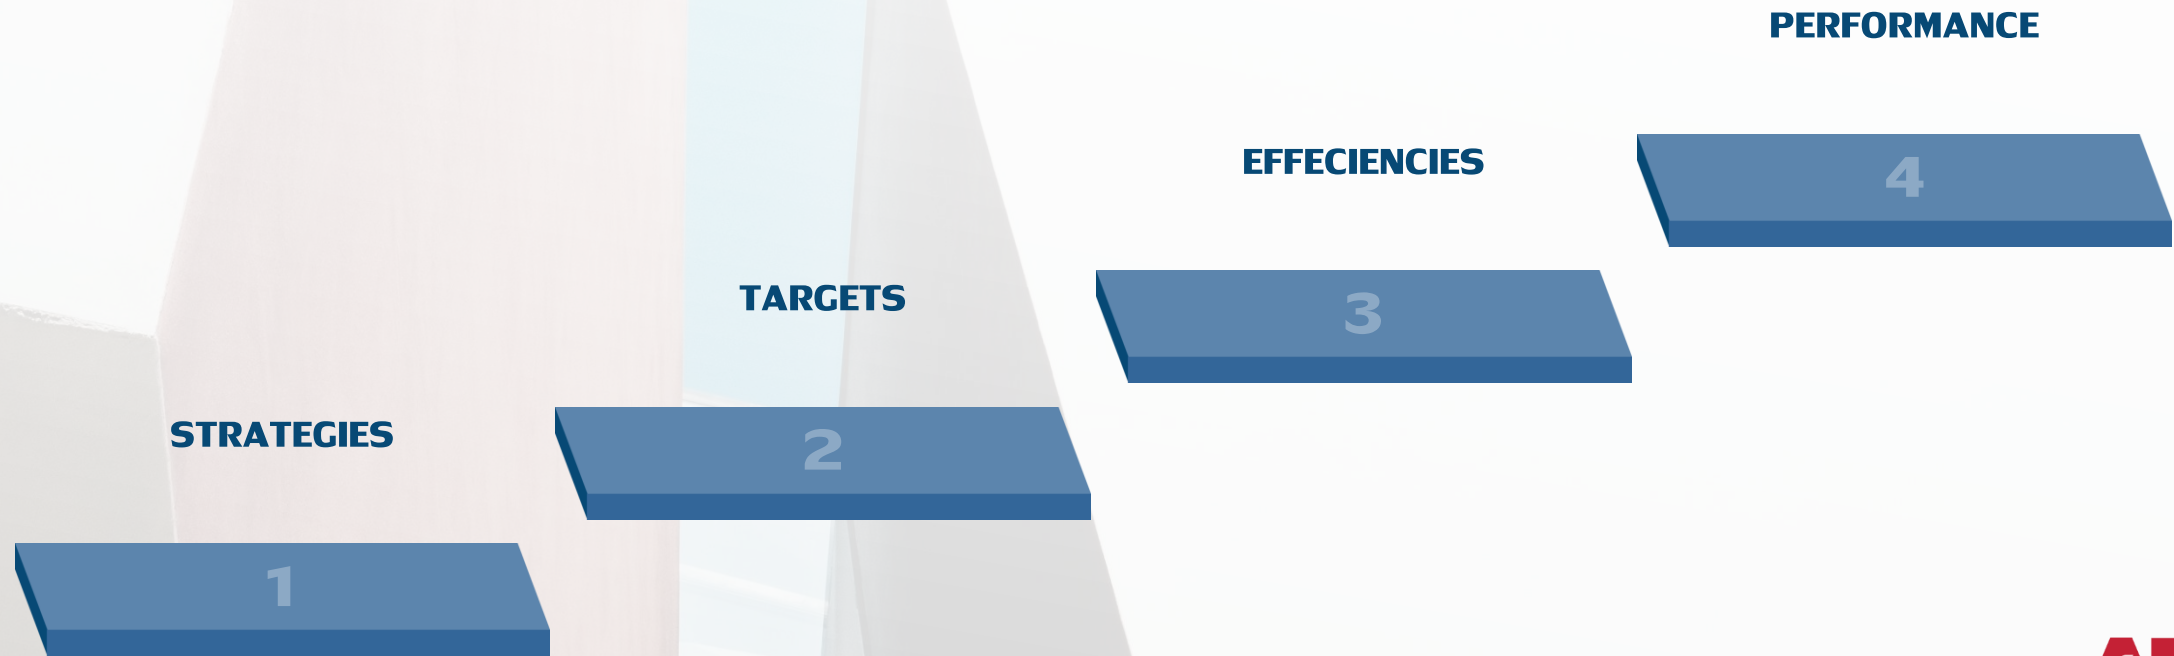 PERFORMANCE
EFFECIENCIES
4
TARGETS
3
STRATEGIES
2
1